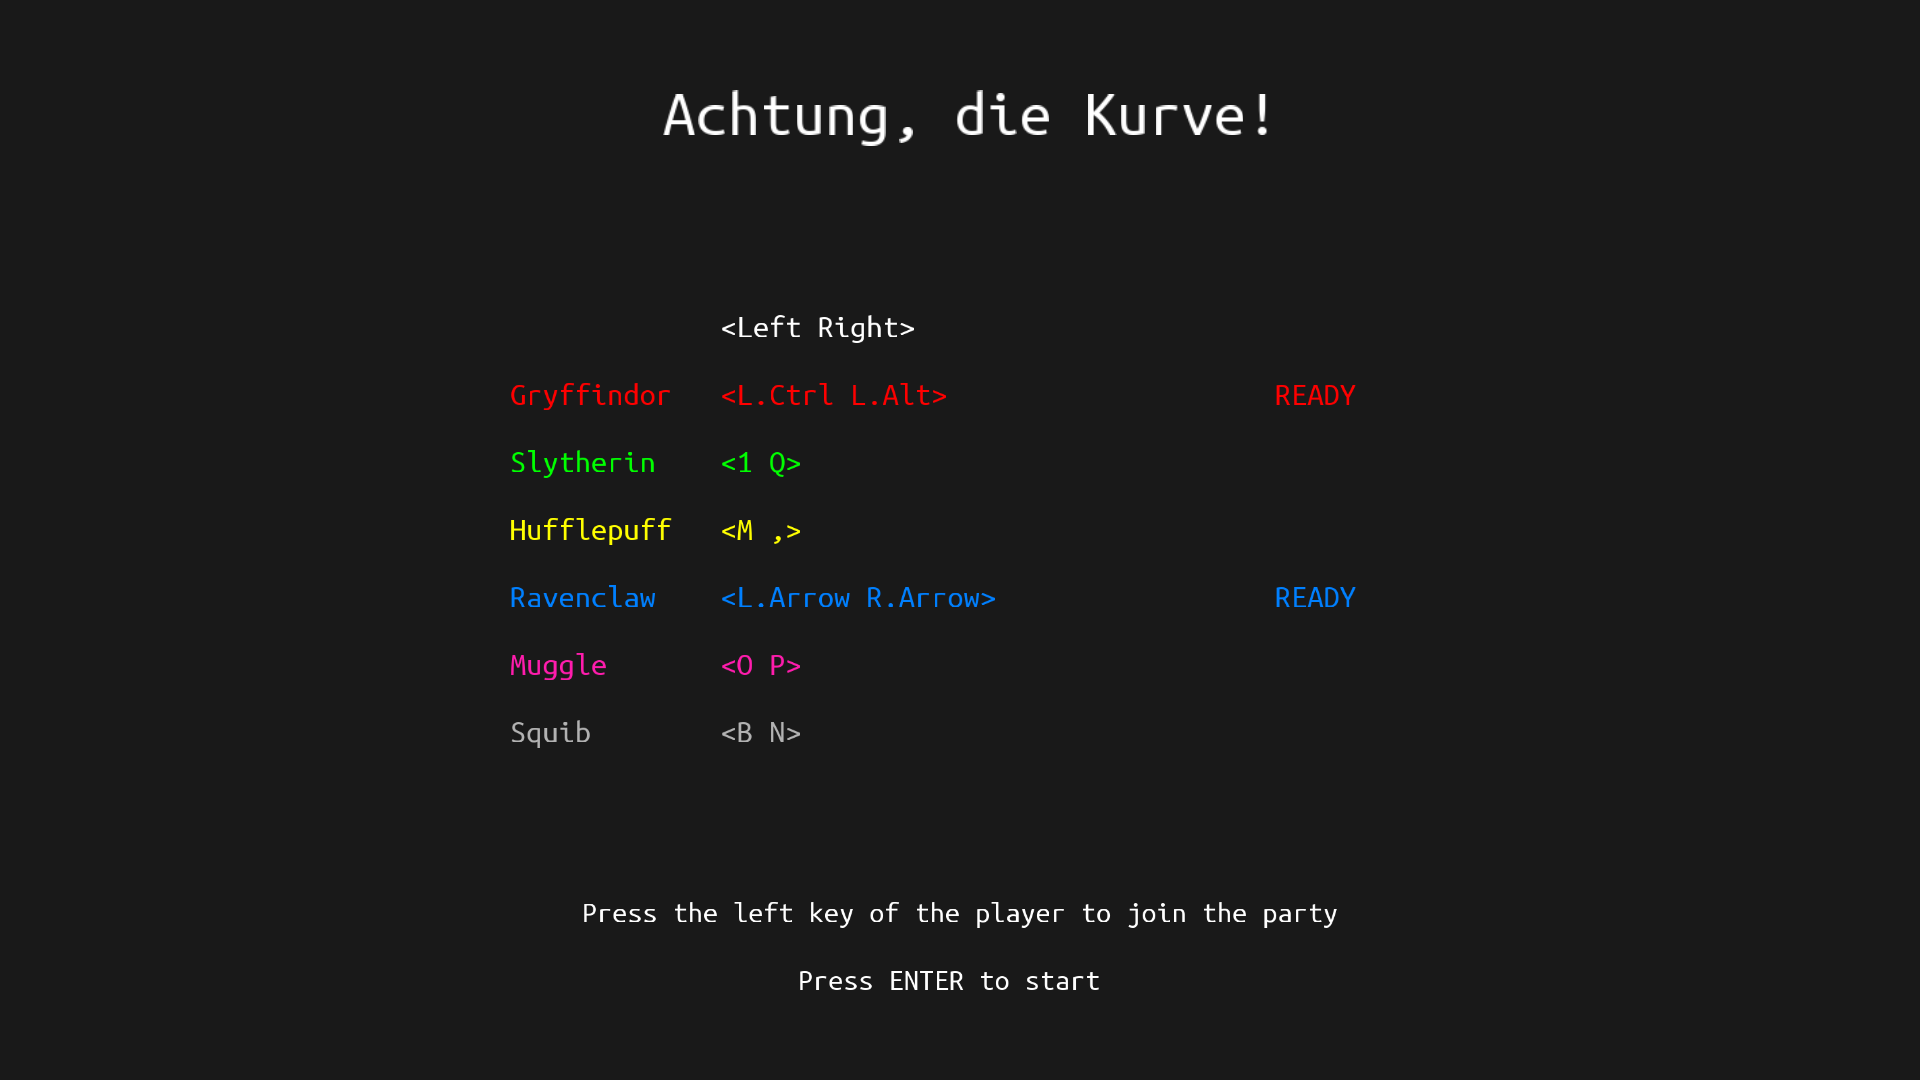 Achtung, die Kurve!
<Left Right>
Gryffindor <L.Ctrl L.Alt> READY
Slytherin <1 Q>
Hufflepuff <M ,>
Ravenclaw <L.Arrow R.Arrow> READY
Muggle <O P>
Squib <B N>
Press the left key of the player to join the party
Press ENTER to start